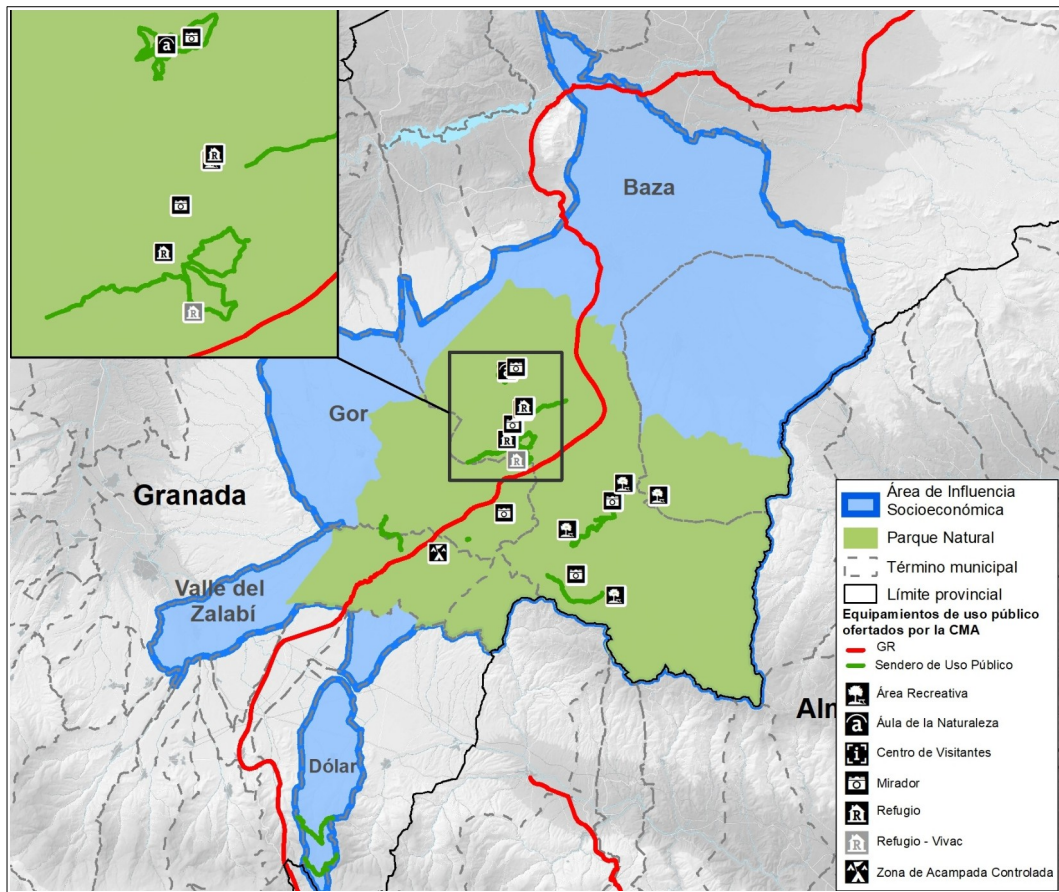 a
R
R
R
Baza
Gor
a
R
R
R
Granada
Valle del
Zalabí
Dólar
Alm
Área de Influencia
Socioeconómica
Parque Natural
Término municipal
Límite provincial
Equipamientos de uso público
ofertados por la CMA
GR
Sendero de Uso Público
Área Recreativa
a
Áula de la Naturaleza
i
Centro de Visitantes
Mirador
R
Refugio
R
Refugio - Vivac
Zona de Acampada Controlada